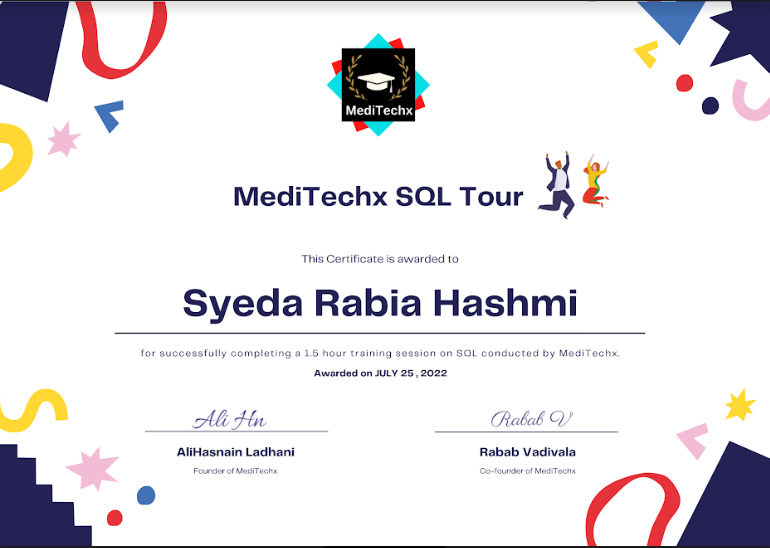 MediTechx
MediTechx SQL Tour
This Certificate is awarded to
Syeda Rabia Hashmi
for successfully completing a 1.5 hour training session on SQL conducted by MediTechx.
Awarded on JULY 25 , 2022
Ali Hn
Rabab V
AliHasnain Ladhani
Rabab Vadivala
Founder of MediTechx
Co-founder of MediTechx